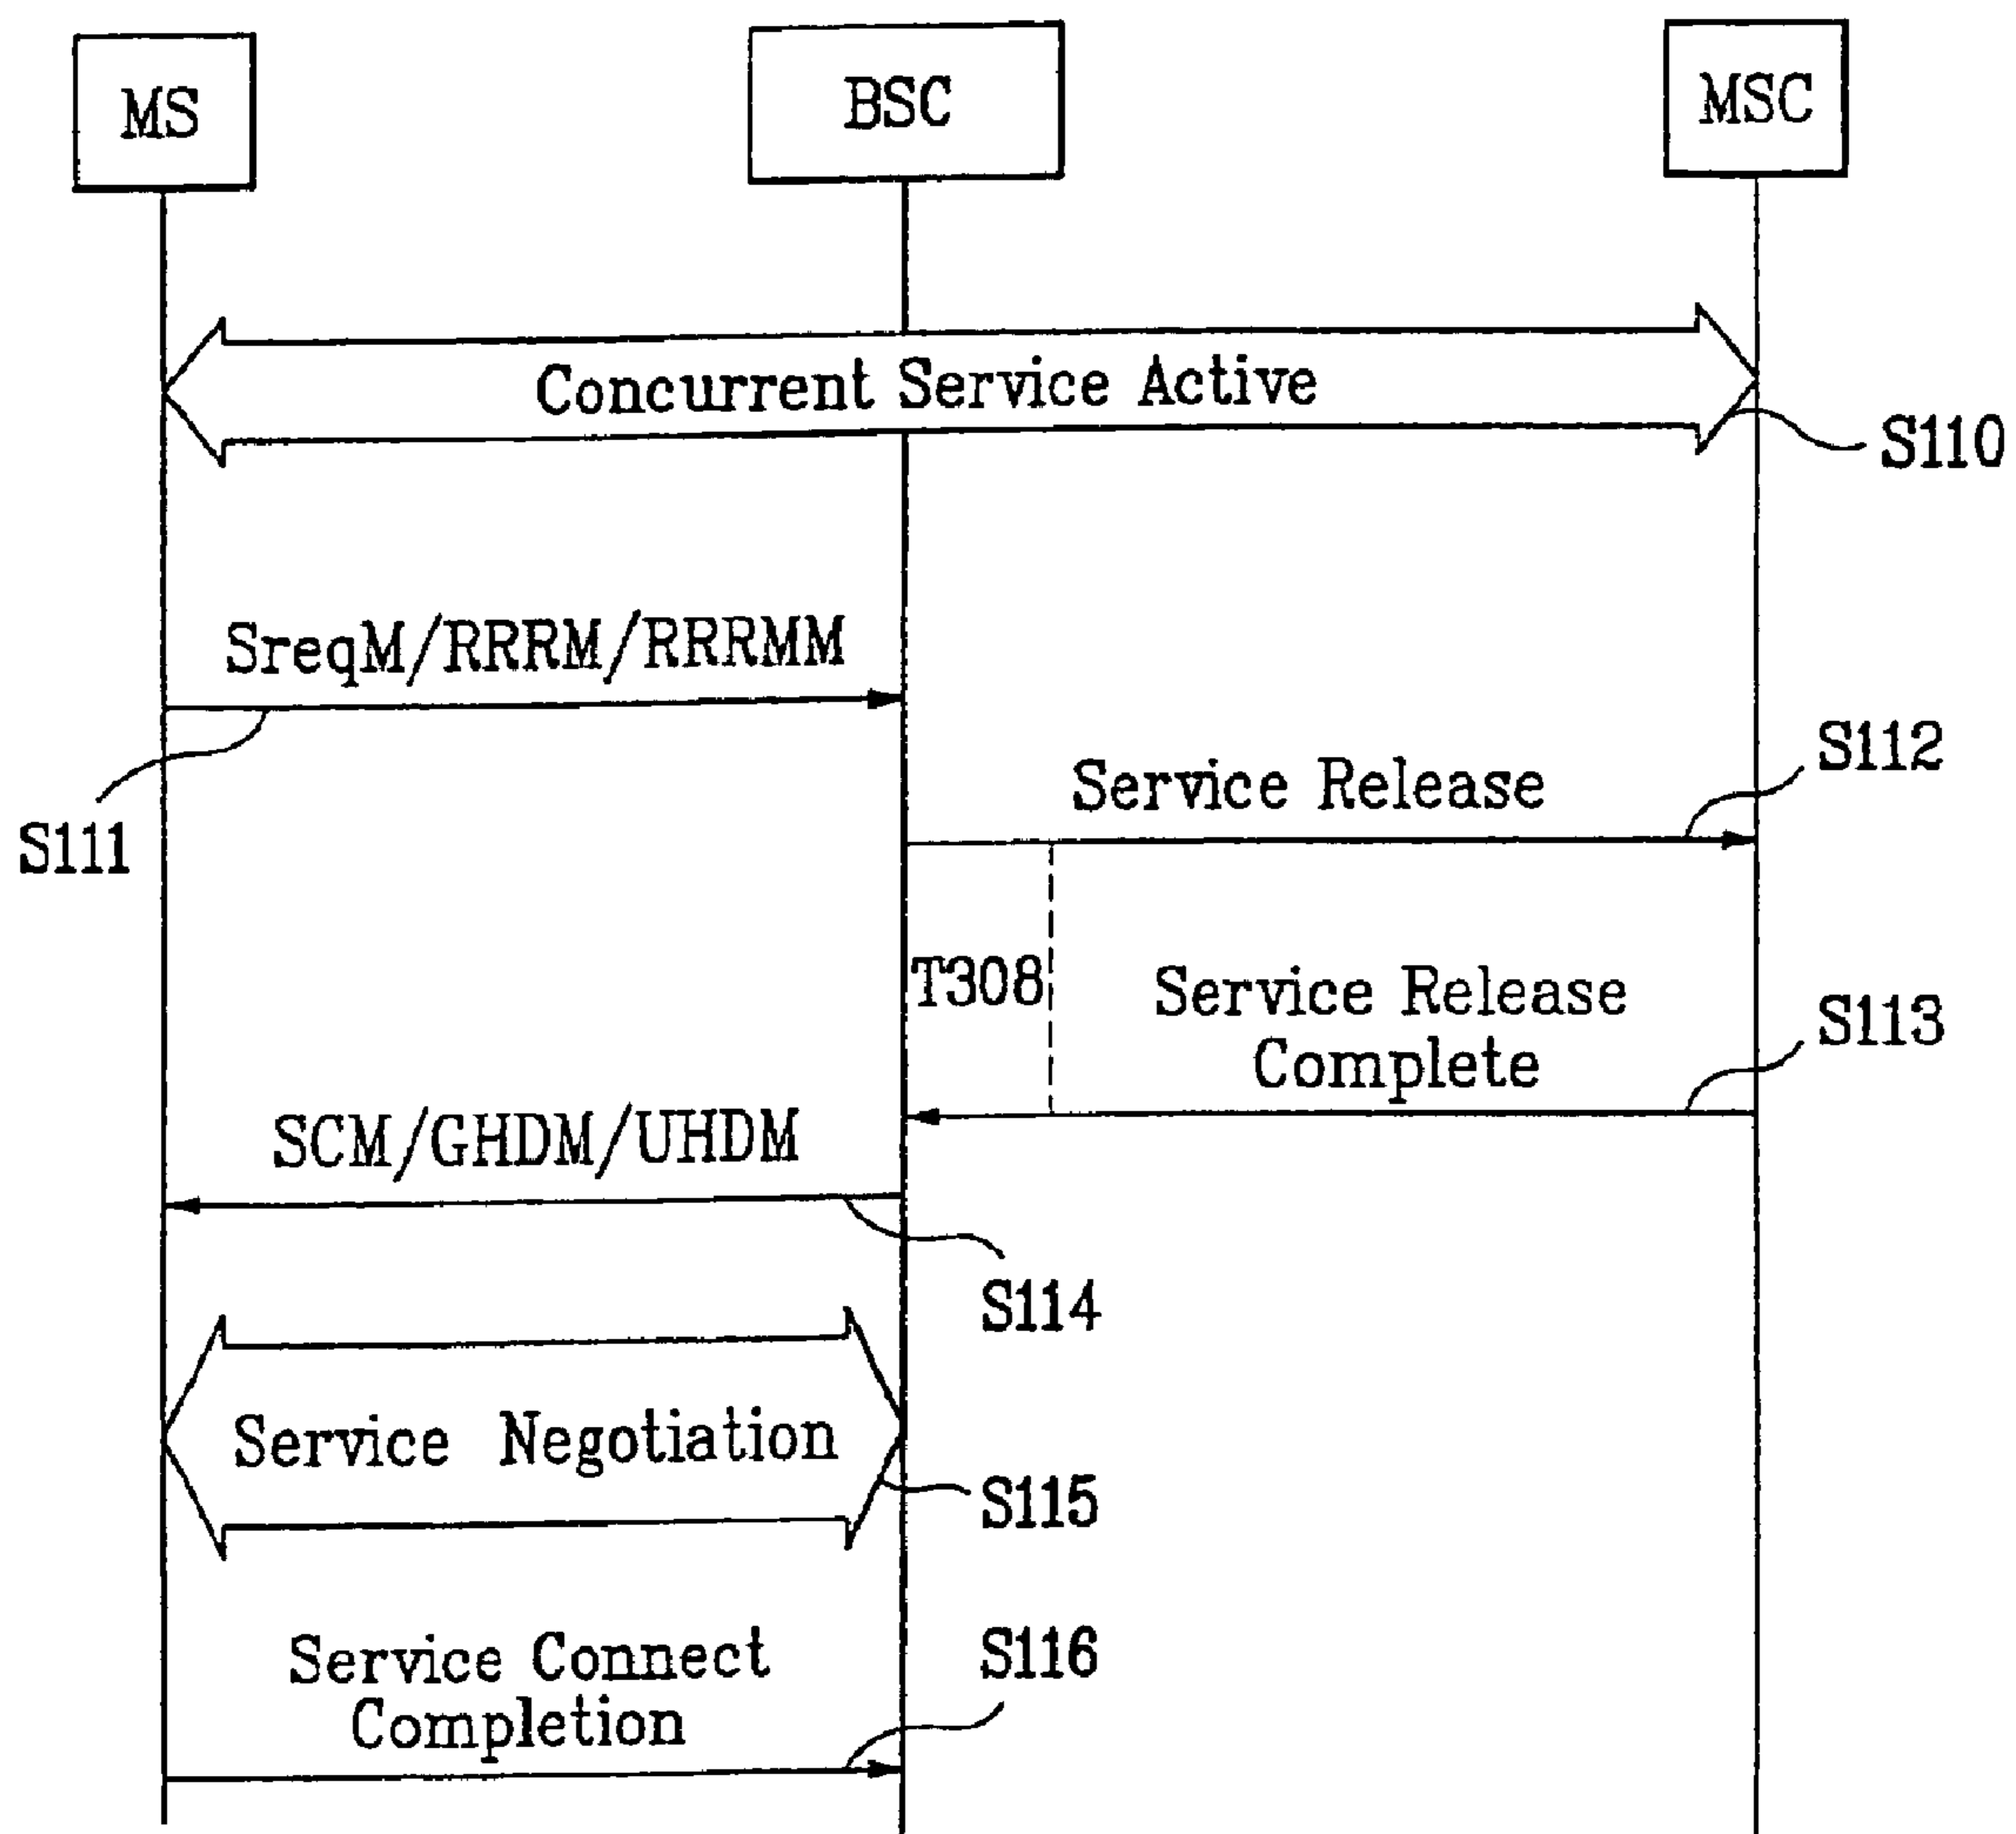 MS
BSC
MSC
Concurrent Service Active
S110
SreqM/RRRM/RRRMM
S111
Service Release
S112
T308
Service Release
Complete
S113
SCM/GHDM/UHDM
S114
Service Negotiation
S115
Service Connect
Completion
S116